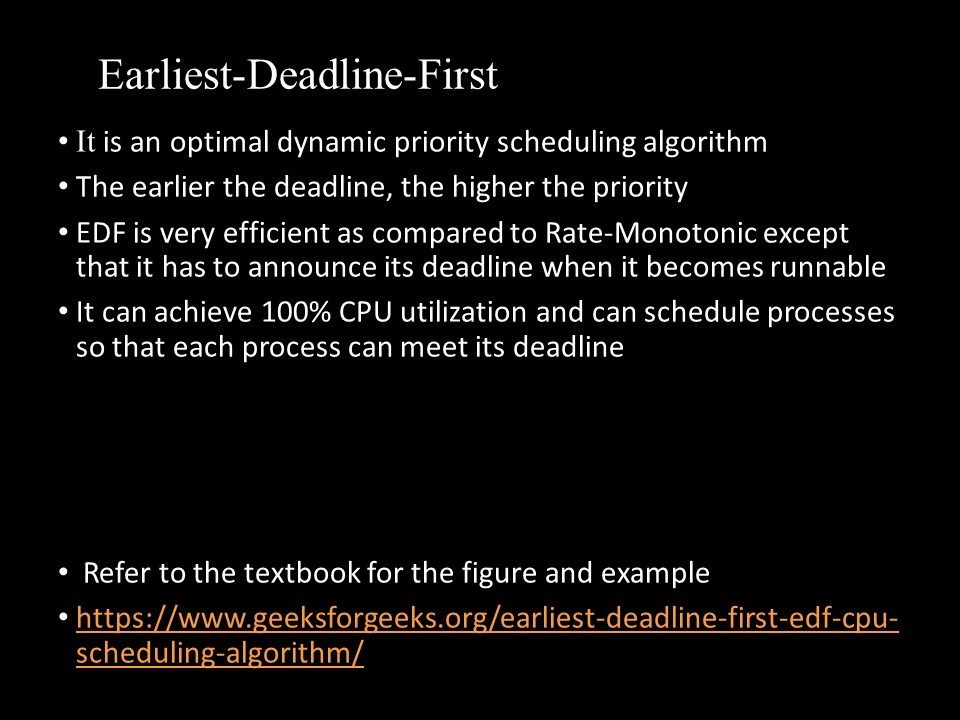 Earliest-Deadline-First
• It is an optimal dynamic priority scheduling algorithm
• The earlier the deadline, the higher the priority
• EDF is very efficient as compared to Rate-Monotonic except
that it has to announce its deadline when it becomes runnable
• It can achieve 100% CPU utilization and can schedule processes
so that each process can meet its deadline
• Refer to the textbook for the figure and example
• https://www.geeksforgeeks.org/earliest-deadline-first-edf-cpu-
scheduling-algorithm/